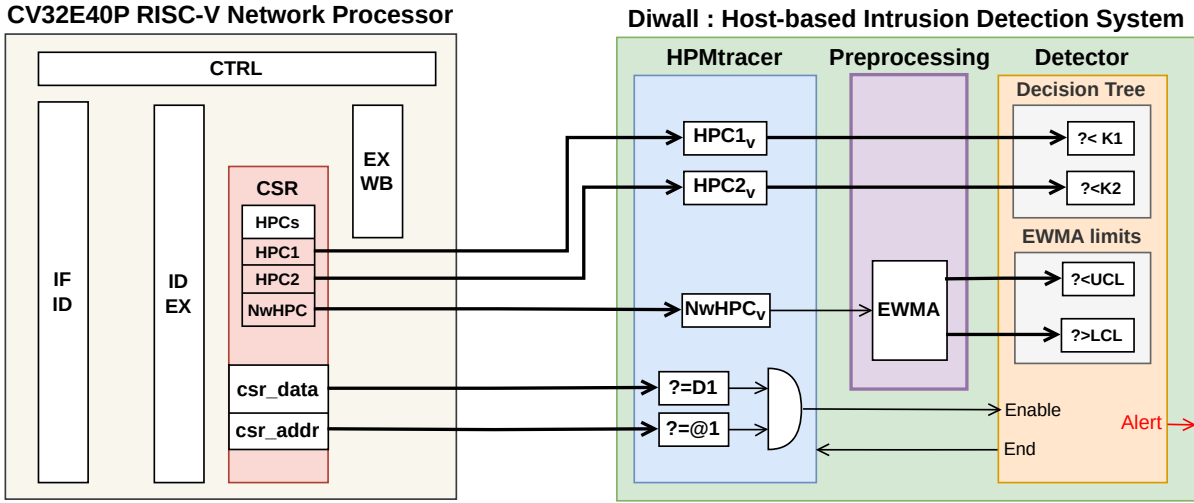 CV32E40P RISC-V Network Processor
CTRL
IF
ID
ID
EX
EX
WB
CSR
HPCs
HPC1
HPC2
NwHPC
csr_data
csr_addr
Diwall : Host-based Intrusion Detection System
HPMtracer
Preprocessing
Detector
HPC1v
HPC2v
NwHPCv
?=D1
?=@1
EWMA
Decision Tree
?< K1
?<K2
EWMA limits
?<UCL
?>LCL
Enable
End
Alert